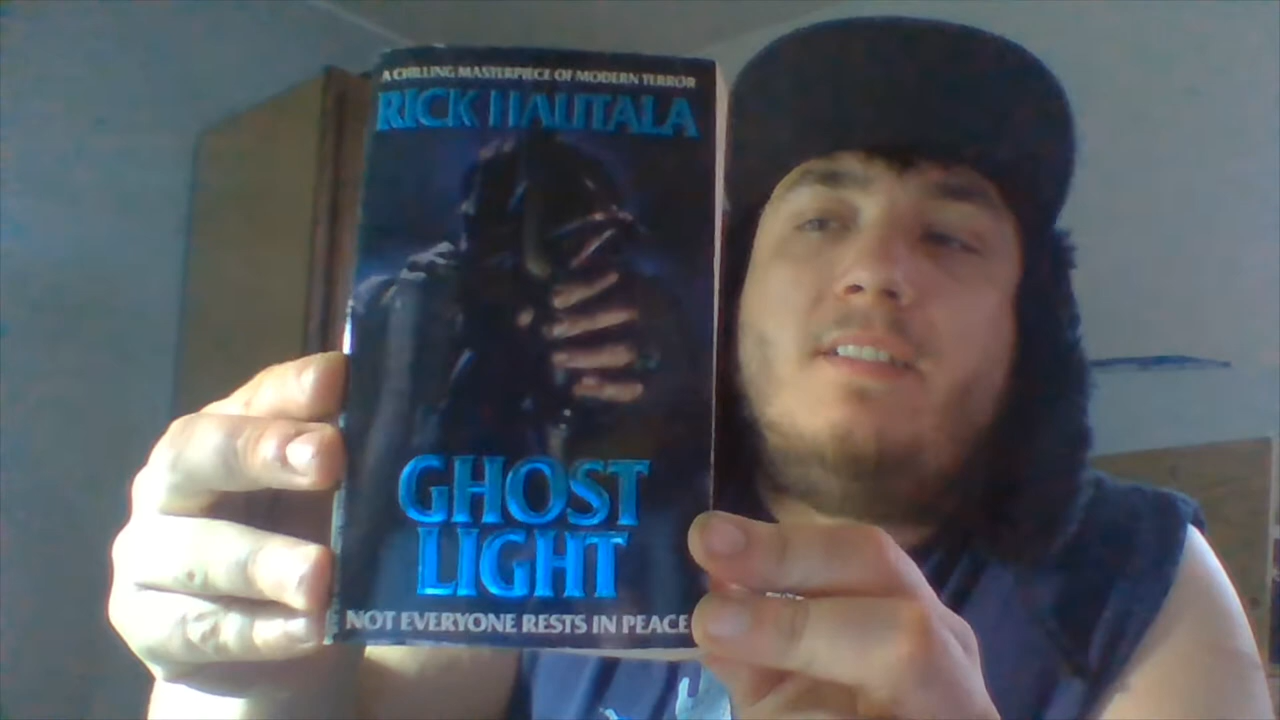 A CHILLING MASTERPIECE OF MODERN TERROR
RICK HAUTALA
GHOST
LIGHT
NOT EVERYONE RESTS IN PEACE